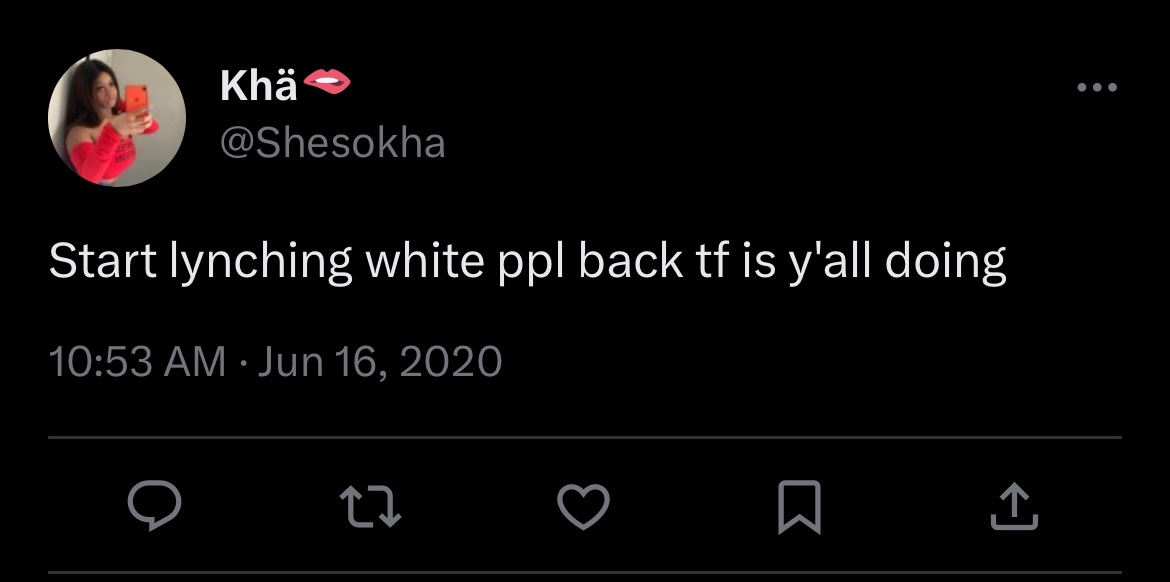 Khä🫦
@Shesokha
Start lynching white ppl back tf is y'all doing
10:53 AM · Jun 16, 2020